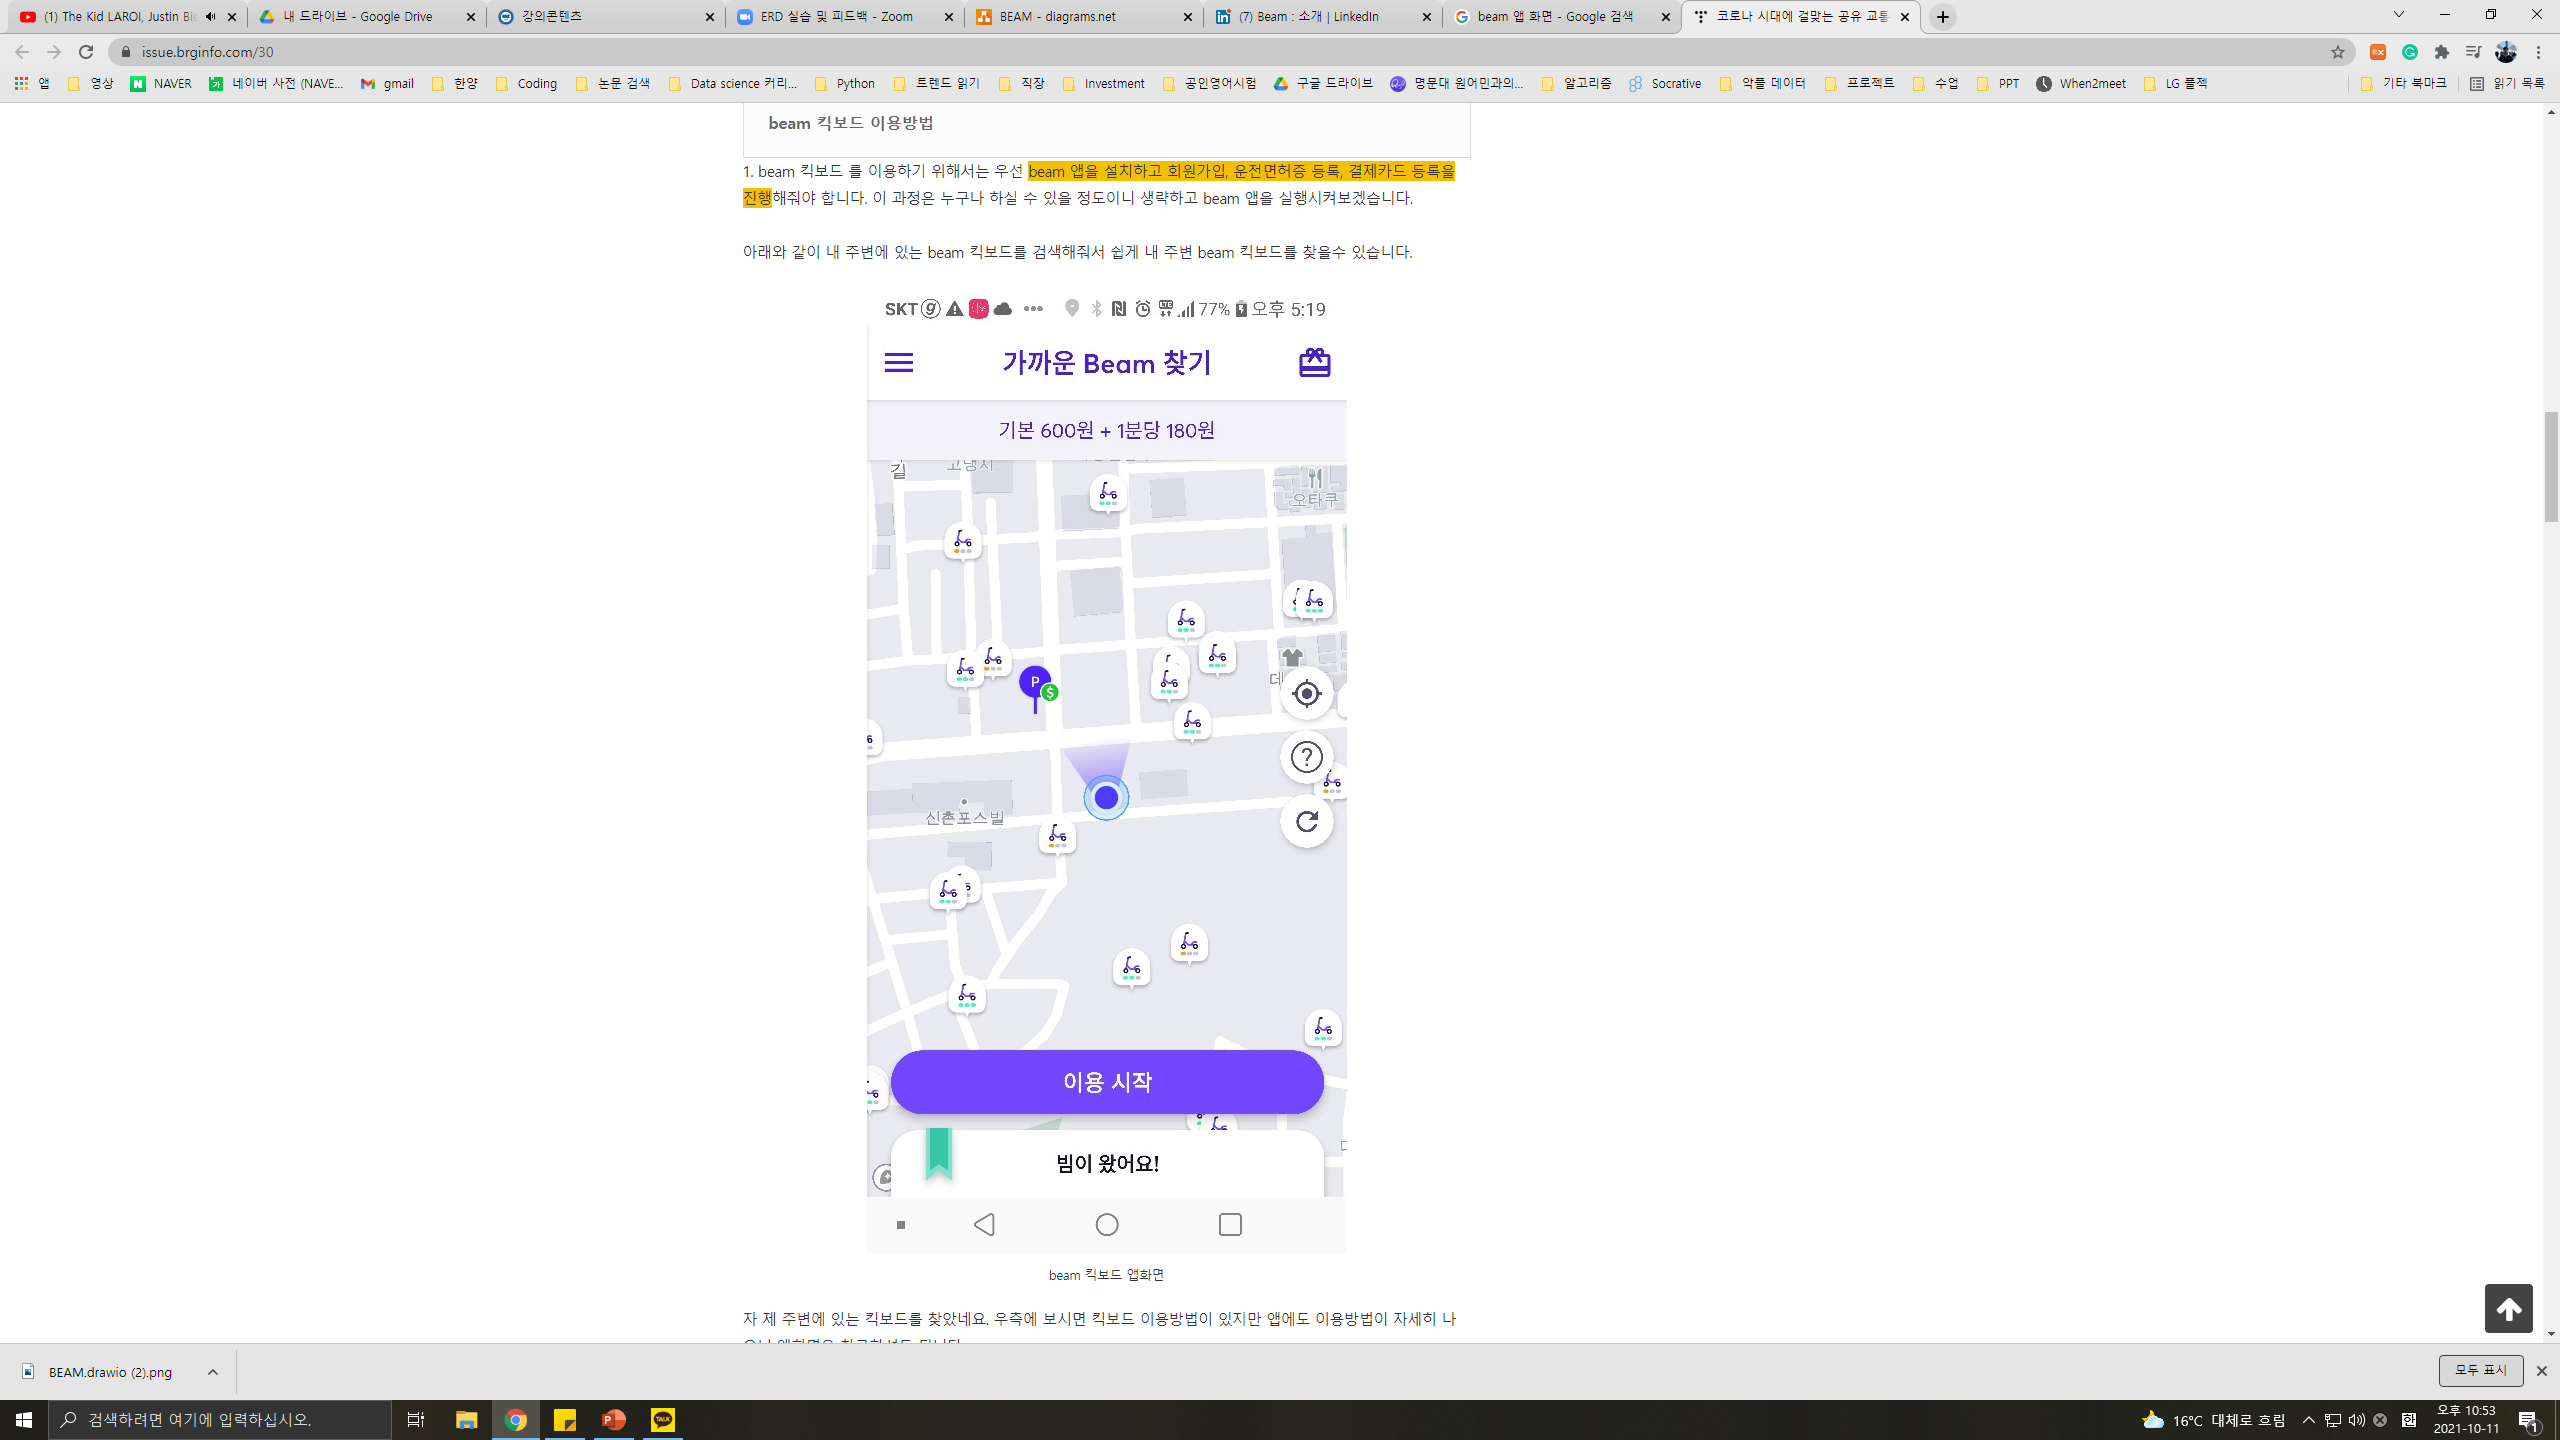 (1) The Kid LAROI, Justin Bie
내 드라이브 - Google Drive
강의콘텐츠
ERD 실습 및 피드백 - Zoom
BEAM - diagrams.net
(7) Beam : 소개 | LinkedIn
beam 앱 화면 - Google 검색
코로나 시대에 걸맞는 공유 교통
issue.brginfo.com/30
앱 영상 NAVER 네이버 사전 (NAVE... gmail 한양 Coding 논문 검색 Data science 커리... Python 트렌드 읽기 직장 Investment 공인영어시험 구글 드라이브 명문대 원어민과의... 알고리즘 Socrative 악플 데이터 프로젝트 수업 PPT When2meet LG 플젝 기타 북마크 읽기 목록
beam 킥보드 이용방법
1. beam 킥보드 를 이용하기 위해서는 우선 beam 앱을 설치하고 회원가입, 운전면허증 등록, 결제카드 등록을
진행해줘야 합니다. 이 과정은 누구나 하실 수 있을 정도이니 생략하고 beam 앱을 실행시켜보겠습니다.
아래와 같이 내 주변에 있는 beam 킥보드를 검색해줘서 쉽게 내 주변 beam 킥보드를 찾을수 있습니다.
SKT 77% 오후 5:19
가까운 Beam 찾기
기본 600원 + 1분당 180원
길
오타쿠
P
$
데
신촌포스빌
이용 시작
빔이 왔어요!
beam 킥보드 앱화면
자 제 주변에 있는 킥보드를 찾았네요. 우측에 보시면 킥보드 이용방법이 있지만 앱에도 이용방법이 자세히 나
BEAM.drawio (2).png
모두 표시
검색하려면 여기에 입력하십시오.
TALK
16°C 대체로 흐림
한
오후 10:53
2021-10-11
1